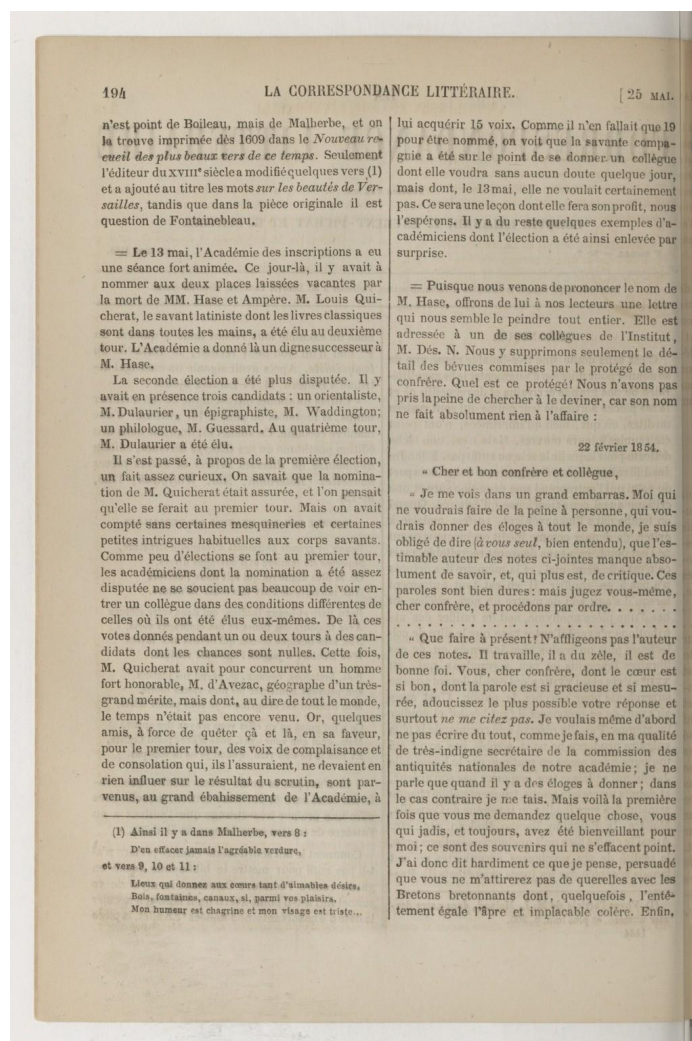 194
LA CORRESPONDANCE LITTÉRAIRE.
[ 25 MAI.
n'est point de Boileau, mais de Malherbe, et on
la trouve imprimée dès 1609 dans le Nouveau re-
cueil des plus beaux vers de ce temps. Seulement
l'éditeur du XVIIIe siècle a modifié quelques vers (1)
et a ajouté au titre les mots sur les beautés de Ver-
sailles, tandis que dans la pièce originale il est
question de Fontainebleau.
= Le 13 mai, l'Académie des inscriptions a eu
une séance fort animée. Ce jour-là, il y avait à
nommer aux deux places laissées vacantes par
la mort de MM. Hase et Ampère. M. Louis Qui-
cherat, le savant latiniste dont les livres classiques
sont dans toutes les mains, a été élu au deuxième
tour. L'Académie a donné là un digne successeur à
M. Hase.
La seconde élection a été plus disputée. Il y
avait en présence trois candidats : un orientaliste,
M. Dulaurier, un épigraphiste, M. Waddington;
un philologue, M. Guessard. Au quatrième tour,
M. Dulaurier a été élu.
Il s'est passé, à propos de la première élection,
un fait assez curieux. On savait que la nomina-
tion de M. Quicherat était assurée, et l'on pensait
qu'elle se ferait au premier tour. Mais on avait
compté sans certaines mesquineries et certaines
petites intrigues habituelles aux corps savants.
Comme peu d'élections se font au premier tour,
les académiciens dont la nomination a été assez
disputée ne se soucient pas beaucoup de voir en-
trer un collègue dans des conditions différentes de
celles où ils ont été élus eux-mêmes. De là ces
votes donnés pendant un ou deux tours à des can-
didats dont les chances sont nulles. Cette fois,
M. Quicherat avait pour concurrent un homme
fort honorable, M. d'Avezac, géographe d'un très-
grand mérite, mais dont, au dire de tout le monde,
le temps n'était pas encore venu. Or, quelques
amis, à force de quêter çà et là, en sa faveur,
pour le premier tour, des voix de complaisance et
de consolation qui, ils l'assuraient, ne devaient en
rien influer sur le résultat du scrutin, sont par-
venus, au grand ébahissement de l'Académie, à
(1) Ainsi il y a dans Malherbe, vers 8 :
D'en effacer jamais l'agréable verdure,
et vers 9, 10 et 11 :
Lieux qui donnez aux cœurs tant d'aimables désirs,
Bois, fontaines, canaux, si, parmi vos plaisirs,
Mon humeur est chagrine et mon visage est triste...
lui acquérir 15 voix. Comme il n'en fallait que 19
pour être nommé, on voit que la savante compa-
gnie a été sur le point de se donner un collègue
dont elle voudra sans aucun doute quelque jour,
mais dont, le 13 mai, elle ne voulait certainement
pas. Ce sera une leçon dont elle fera son profit, nous
l'espérons. Il y a du reste quelques exemples d'a-
cadémiciens dont l'élection a été ainsi enlevée par
surprise.
= Puisque nous venons de prononcer le nom de
M. Hase, offrons de lui à nos lecteurs une lettre
qui nous semble le peindre tout entier. Elle est
adressée à un de ses collègues de l'Institut,
M. Dés. N. Nous y supprimons seulement le dé-
tail des bévues commises par le protégé de son
confrère. Quel est ce protégé? Nous n'avons pas
pris la peine de chercher à le deviner, car son nom
ne fait absolument rien à l'affaire :
22 février 1854.
« Cher et bon confrère et collègue,
« Je me vois dans un grand embarras. Moi qui
ne voudrais faire de la peine à personne, qui vou-
drais donner des éloges à tout le monde, je suis
obligé de dire (à vous seul, bien entendu), que l'es-
timable auteur des notes ci-jointes manque abso-
lument de savoir, et, qui plus est, de critique. Ces
paroles sont bien dures: mais jugez vous-même,
cher confrère, et procédons par ordre. . . . . . .
. . . . . . . . . . . . . . . . . . . . . . . . . . .
« Que faire à présent? N'affligeons pas l'auteur
de ces notes. Il travaille, il a du zèle, il est de
bonne foi. Vous, cher confrère, dont le cœur est
si bon, dont la parole est si gracieuse et si mesu-
rée, adoucissez le plus possible votre réponse et
surtout ne me citez pas. Je voulais même d'abord
ne pas écrire du tout, comme je fais, en ma qualité
de très-indigne secrétaire de la commission des
antiquités nationales de notre académie; je ne
parle que quand il y a des éloges à donner; dans
le cas contraire je me tais. Mais voilà la première
fois que vous me demandez quelque chose, vous
qui jadis, et toujours, avez été bienveillant pour
moi; ce sont des souvenirs qui ne s'effacent point.
J'ai donc dit hardiment ce que je pense, persuadé
que vous ne m'attirerez pas de querelles avec les
Bretons bretonnants dont, quelquefois, l'entê-
tement égale l'âpre et implacable colère. Enfin,